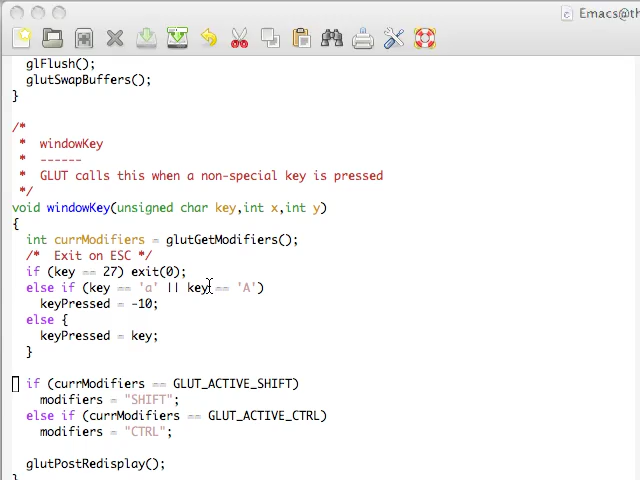 Emacs@th
glFlush();
glutSwapBuffers();
}
/*
* windowKey
* ------
* GLUT calls this when a non-special key is pressed
*/
void windowKey(unsigned char key,int x,int y)
{
int currModifiers = glutGetModifiers();
/* Exit on ESC */
if (key == 27) exit(0);
else if (key == 'a' || key == 'A')
keyPressed = -10;
else {
keyPressed = key;
}
if (currModifiers == GLUT_ACTIVE_SHIFT)
modifiers = "SHIFT";
else if (currModifiers == GLUT_ACTIVE_CTRL)
modifiers = "CTRL";
glutPostRedisplay();
}